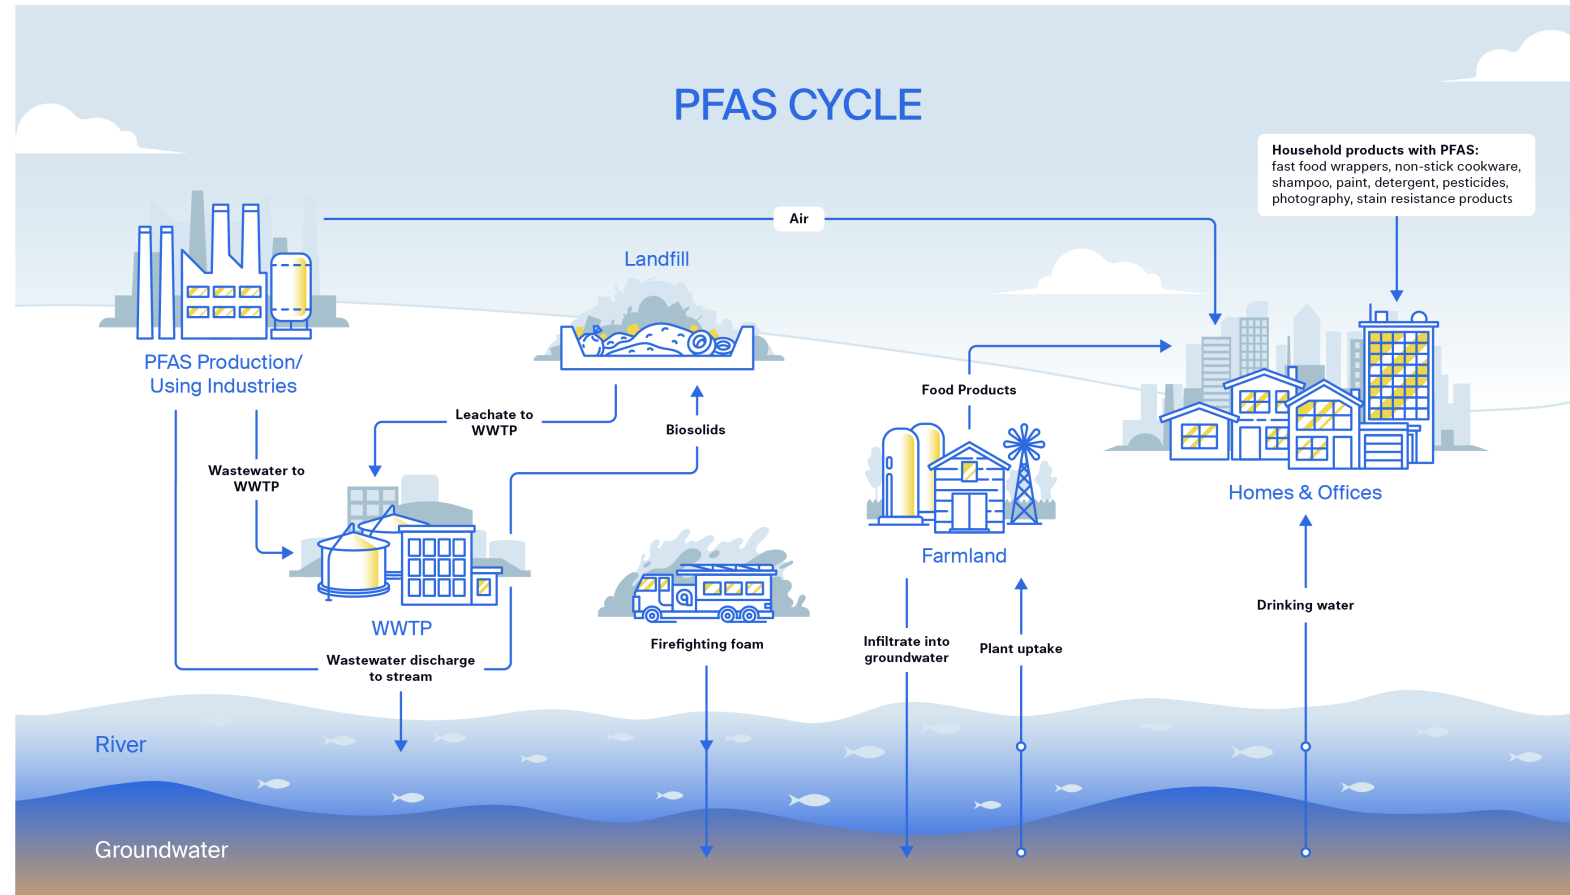 PFAS CYCLE
Household products with PFAS:
fast food wrappers, non-stick cookware,
shampoo, paint, detergent, pesticides,
photography, stain resistance products
Air
Landfill
PFAS Production/
Using Industries
Food Products
Leachate to
WWTP
Biosolids
Wastewater to
WWTP
Homes & Offices
Farmland
Drinking water
WWTP
Firefighting foam
Infiltrate into
groundwater
Plant uptake
Wastewater discharge
to stream
River
Groundwater